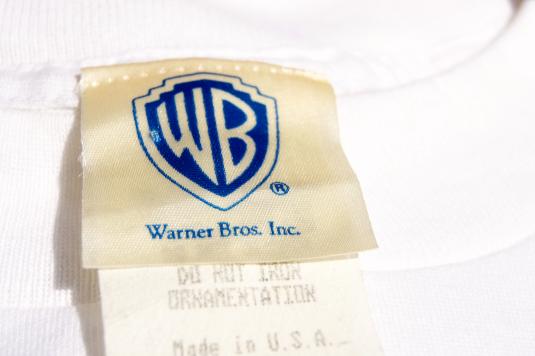 WB
®
Warner Bros. Inc.
DO NOT IRON
ORNAMENTATION
Made in U.S.A.